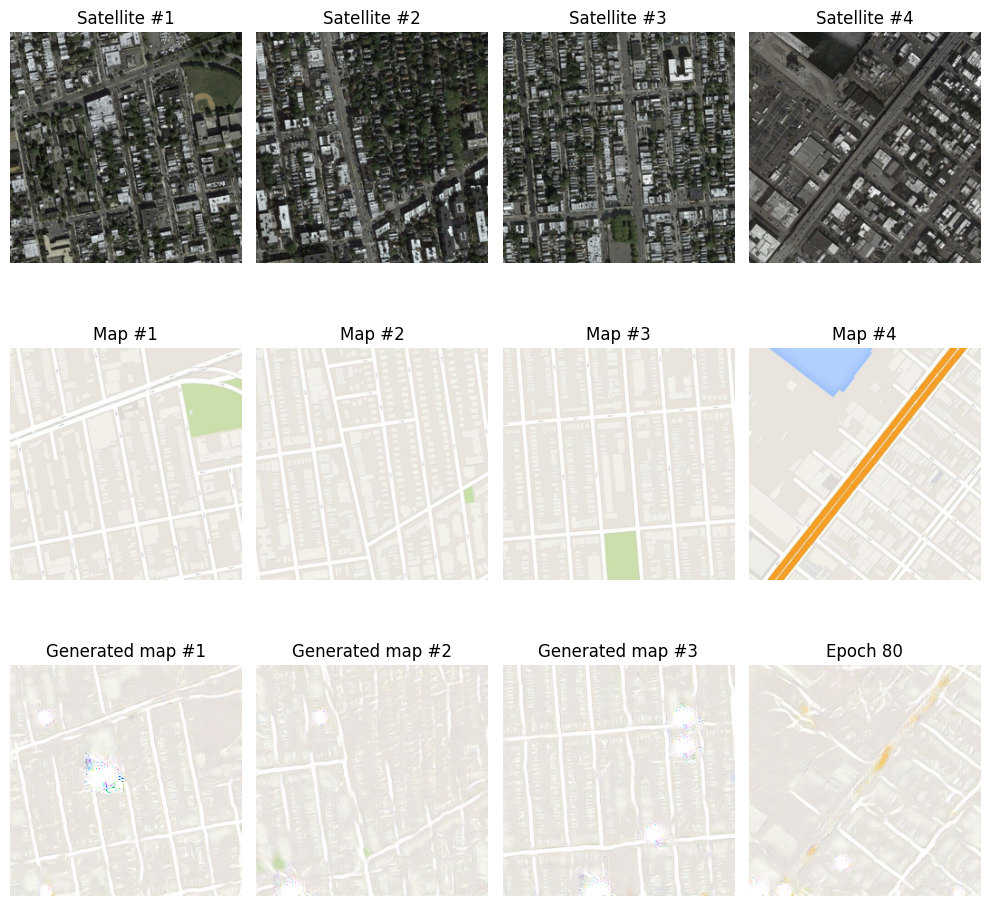 Satellite #1
Satellite #2
Satellite #3
Satellite #4
Map #1
Map #2
Map #3
Map #4
Generated map #1
Generated map #2
Generated map #3
Epoch 80